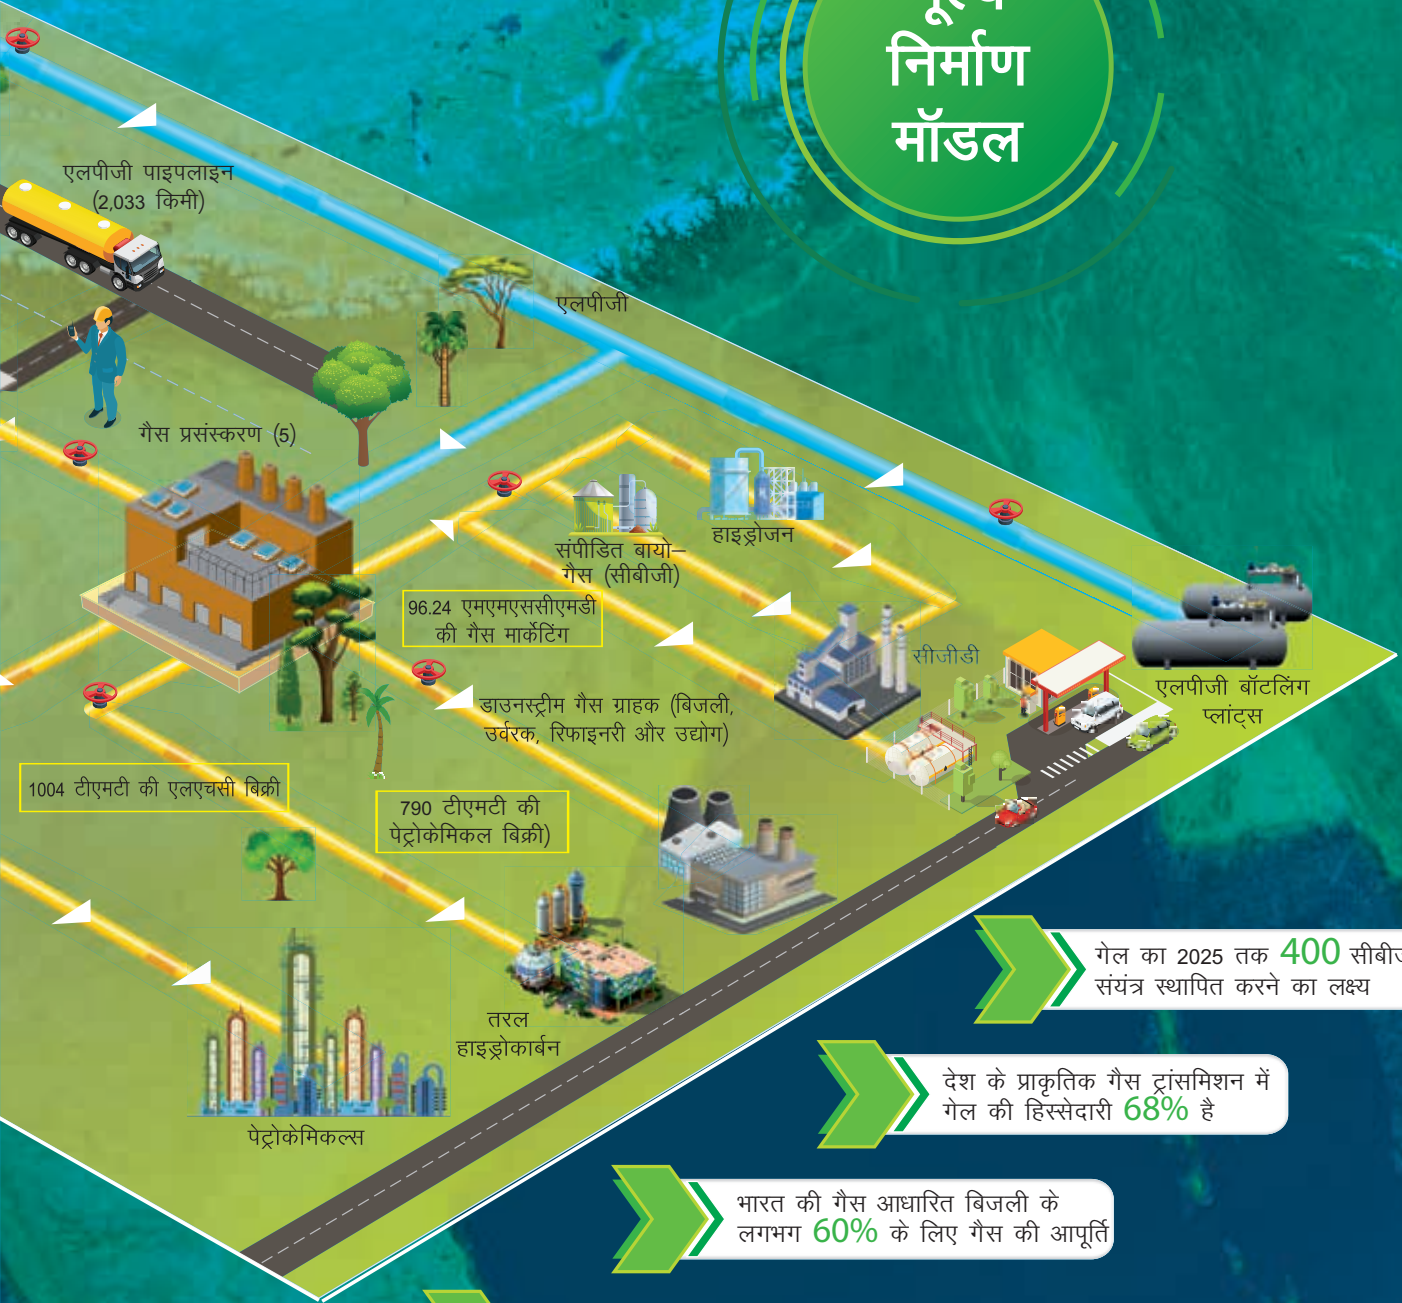 निर्माण
मॉडल
एलपीजी पाइपलाइन
(2,033 किमी)
एलपीजी
गैस प्रसंस्करण (5)
हाइड्रोजन
संपीडित बायो–
गैस (सीबीजी)
96.24 एमएमएससीएमडी
की गैस मार्केटिंग
सीजीडी
एलपीजी बॉटलिंग
प्लांट्स
डाउनस्ट्रीम गैस ग्राहक (बिजली,
उर्वरक, रिफाइनरी और उद्योग)
1004 टीएमटी की एलएचसी बिक्री
790 टीएमटी की
पेट्रोकेमिकल बिक्री)
तरल
हाइड्रोकार्बन
पेट्रोकेमिकल्स
गेल का 2025 तक 400
संयंत्र स्थापित करने का लक्ष्य
देश के प्राकृतिक गैस ट्रांसमिशन में
गेल की हिस्सेदारी 68% है
भारत की गैस आधारित बिजली के
लगभग 60% के लिए गैस की आपूर्ति